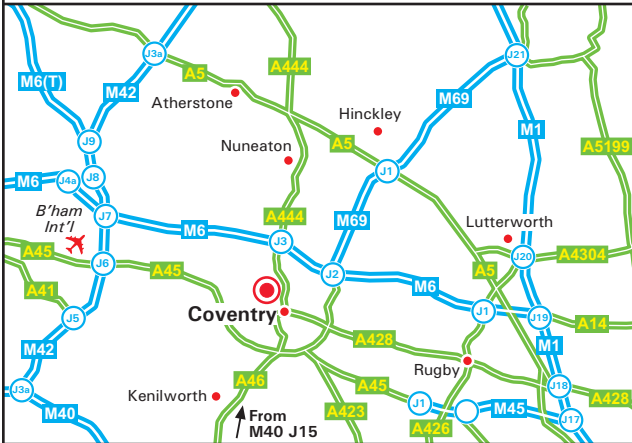 J3a
J21
A444
M6(T)
A5
M42
M69
Atherstone
Hinckley
M1
J9
A5
A5199
Nuneaton
M6
J4a
J8
J1
B'ham
Int'l
J7
A444
M69
Lutterworth
M6
J3
A45
J6
A45
J2
A5
J20
A4304
A41
M6
Coventry
J5
J1
J19
A14
M42
A428
M1
Rugby
J3a
Kenilworth
A46
A45
J18
A428
M40
From
M40 J15
A423
J1
A426
M45
J17